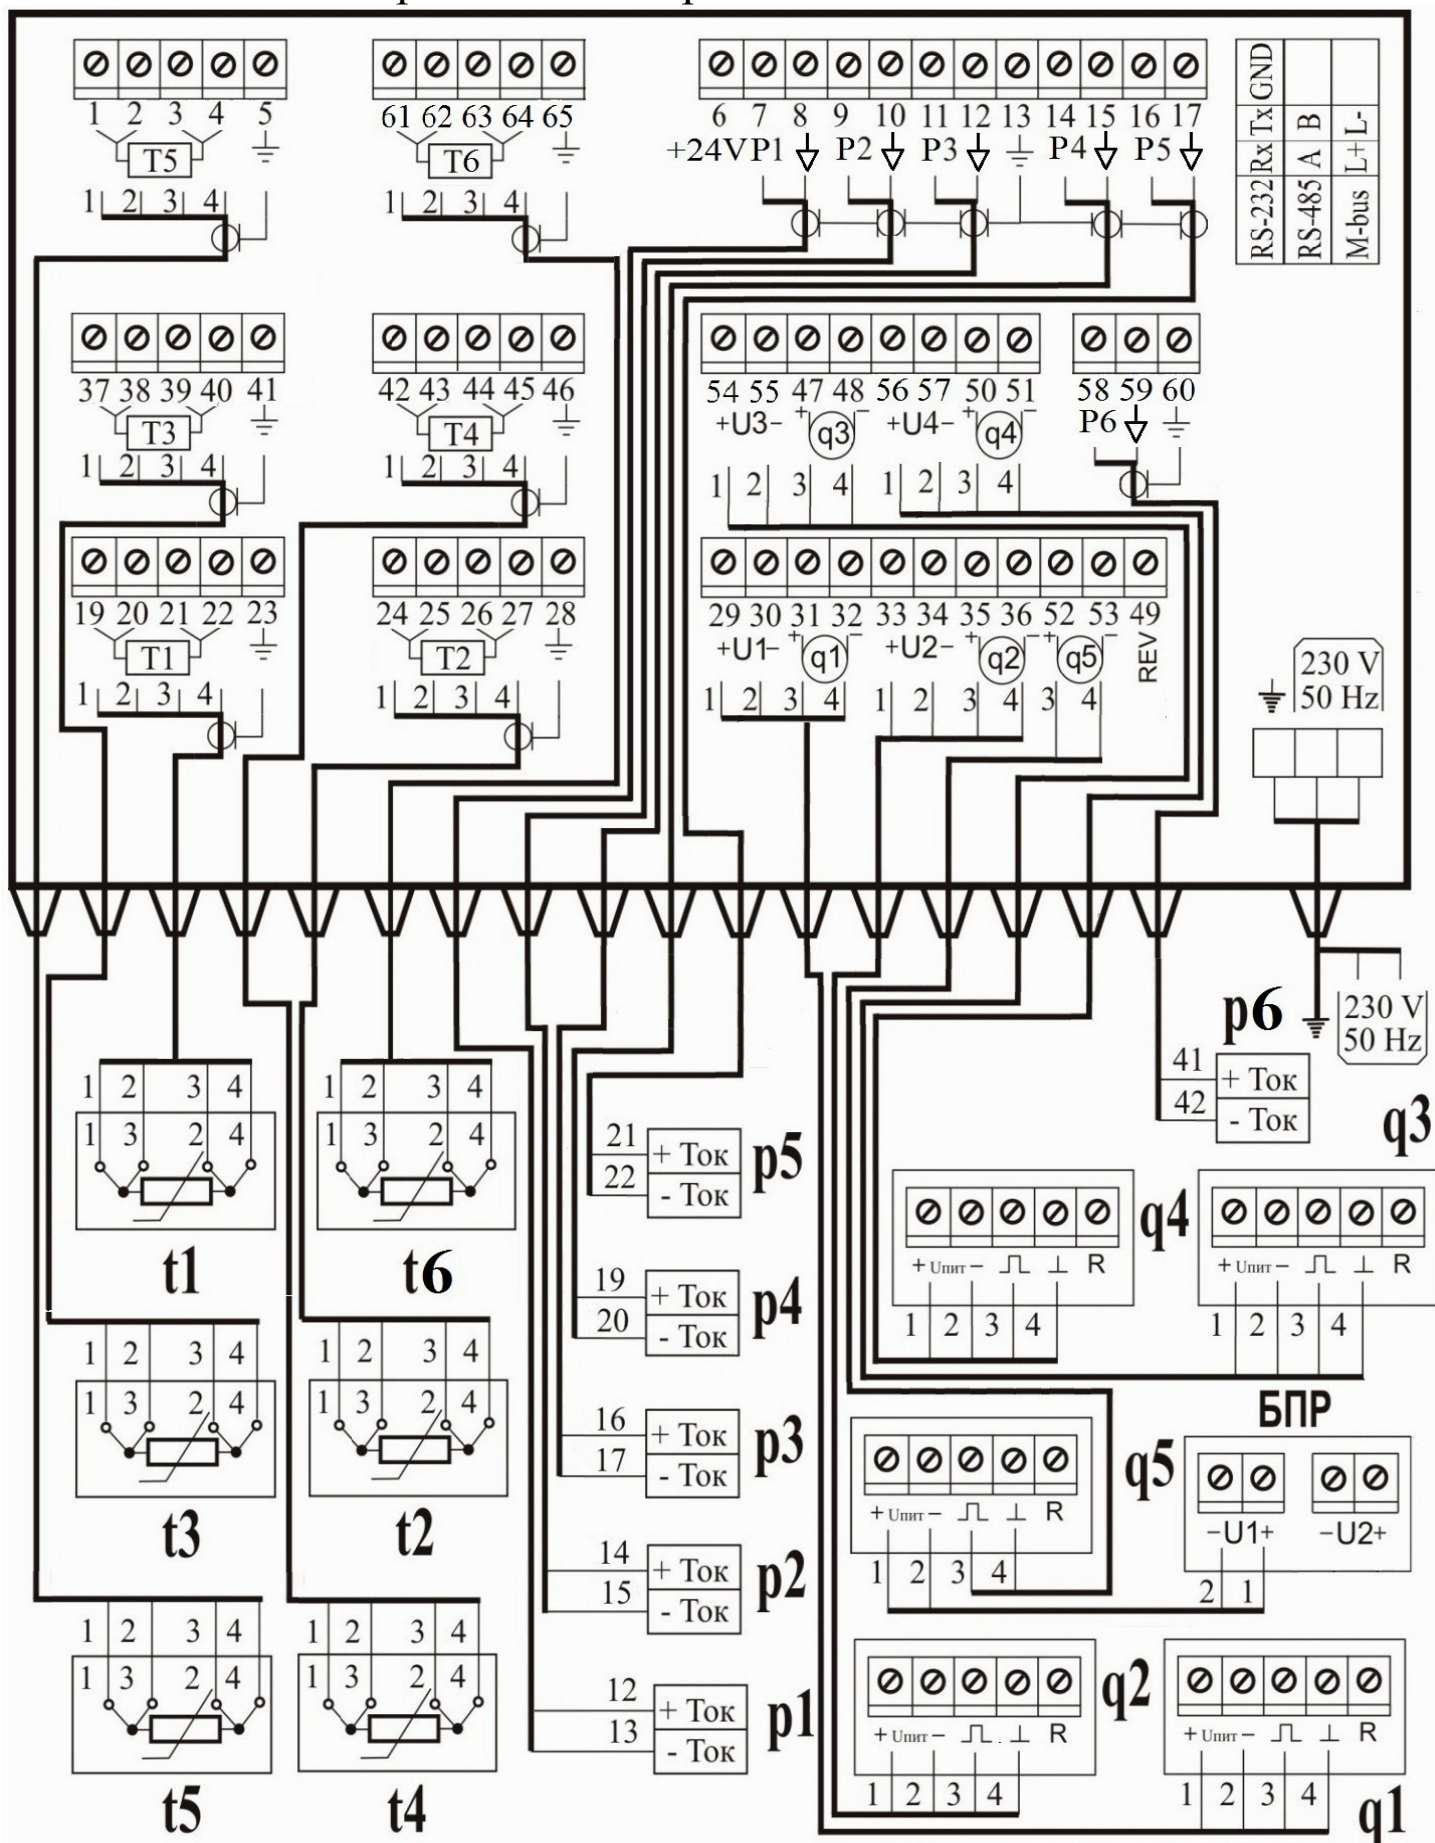 1 2 3 4 5
61 62 63 64 65
6 7 8 9 10 11 12 13 14 15 16 17
+24V P1 P2 P3 P4 P5
T5
T6
1 2 3 4
1 2 3 4
RS-232 Rx Tx GND
RS-485 A B
M-bus L+ L-
37 38 39 40 41
42 43 44 45 46
54 55 47 48 56 57 50 51
58 59 60
T3
T4
+U3- + q3 - +U4- + q4 -
P6
1 2 3 4
1 2 3 4
1 2 3 4
1 2 3 4
19 20 21 22 23
24 25 26 27 28
29 30 31 32 33 34 35 36 52 53 49
T1
T2
+U1- + q1 - +U2- + q2 - + q5 - REV
1 2 3 4
1 2 3 4
1 2 3 4
1 2 3 4
3 4
230 V
50 Hz
p6
230 V
50 Hz
41 + Ток
42 - Ток
q3
1 2 3 4
1 3 2 4
t1
1 2 3 4
1 3 2 4
t6
21 + Ток
22 - Ток
p5
19 + Ток
20 - Ток
p4
q4
+ Uпит − R
1 2 3 4
+ Uпит − R
1 2 3 4
1 2 3 4
1 3 2 4
t3
1 2 3 4
1 3 2 4
t2
16 + Ток
17 - Ток
p3
БПР
q5
+ Uпит − R
1 2 3 4
−U1+ −U2+
2 1
14 + Ток
15 - Ток
p2
1 2 3 4
1 3 2 4
t5
1 2 3 4
1 3 2 4
t4
12 + Ток
13 - Ток
p1
q2
+ Uпит − R
1 2 3 4
+ Uпит − R
1 2 3 4
q1